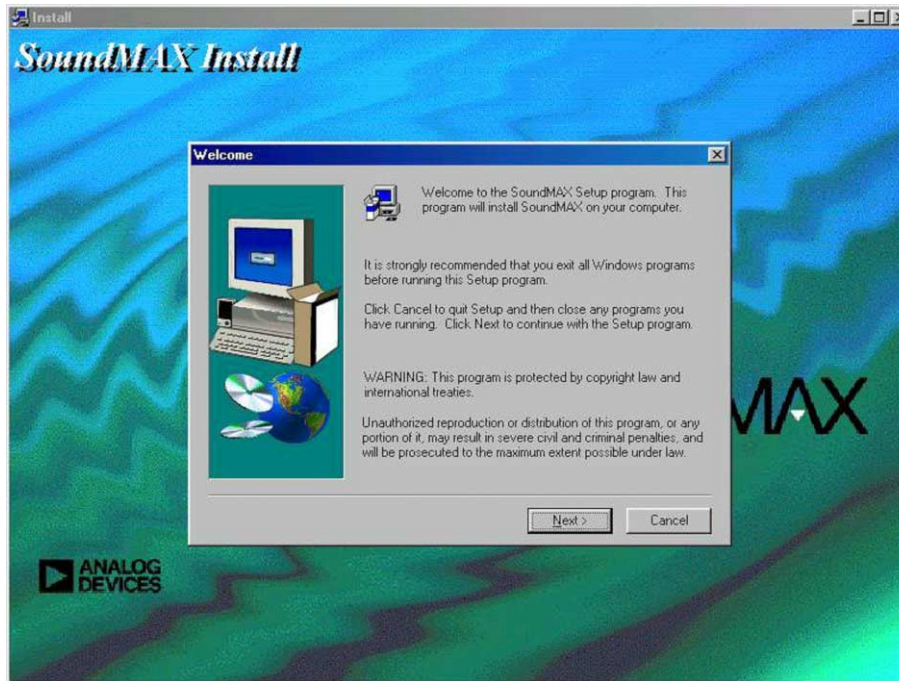 Install
SoundMAX Install
Welcome
Welcome to the SoundMAX Setup program. This
program will install SoundMAX on your computer.
It is strongly recommended that you exit all Windows programs
before running this Setup program.
Click Cancel to quit Setup and then close any programs you
have running. Click Next to continue with the Setup program.
WARNING: This program is protected by copyright law and
international treaties.
Unauthorized reproduction or distribution of this program, or any
portion of it, may result in severe civil and criminal penalties, and
will be prosecuted to the maximum extent possible under law.
MAX
Next >
Cancel
ANALOG
DEVICES